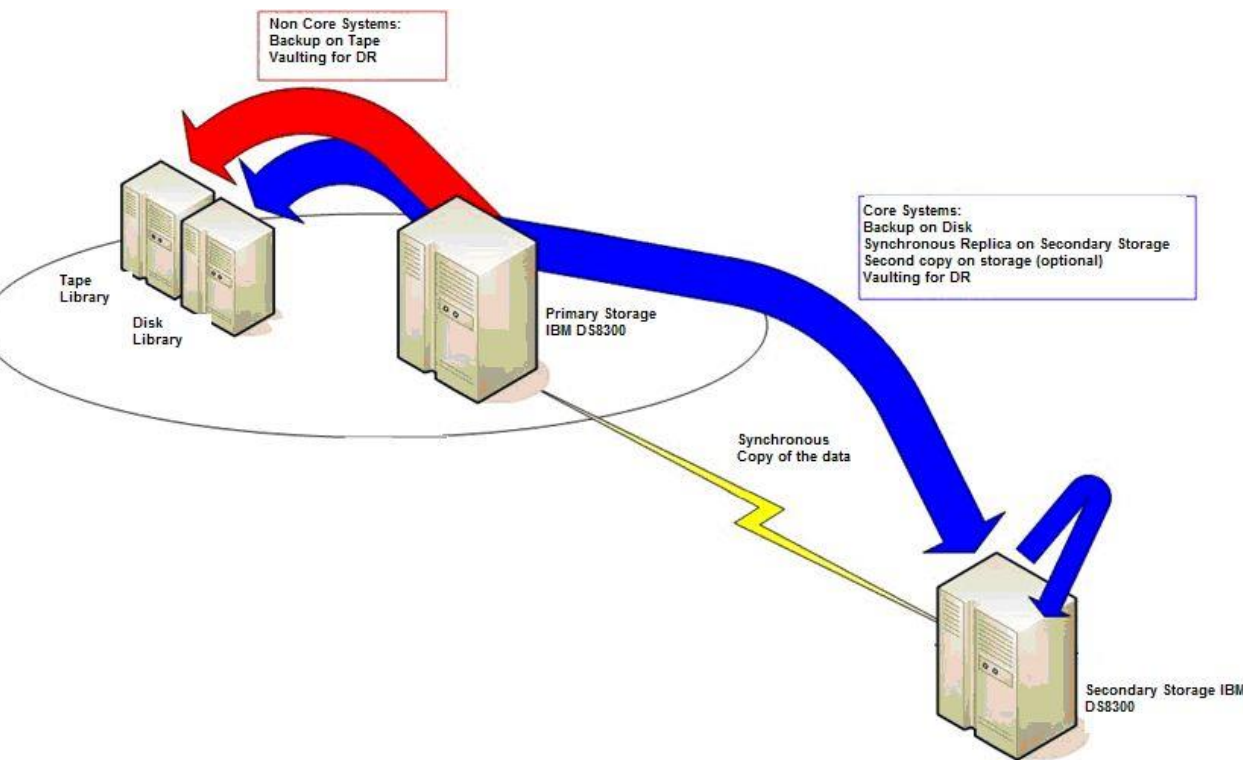 Non Core Systems:
Backup on Tape
Vaulting for DR
Core Systems:
Backup on Disk
Synchronous Replica on Secondary Storage
Second copy on storage (optional)
Vaulting for DR
Tape
Library
Disk
Library
Primary Storage
IBM DS8300
Synchronous
Copy of the data
Secondary Storage IBM
DS8300